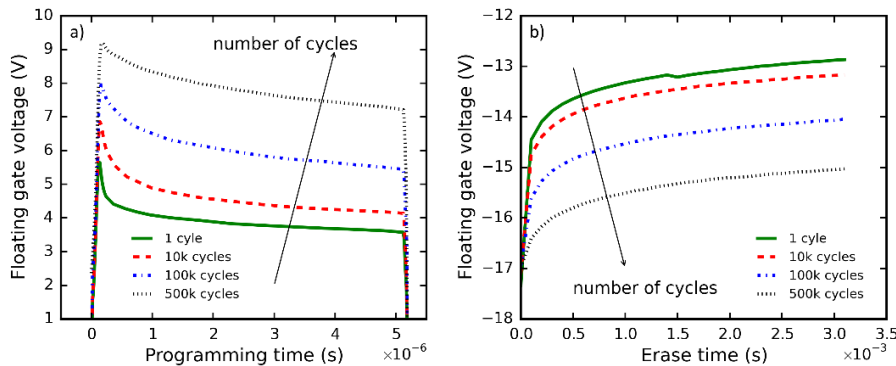 a)
number of cycles
Floating gate voltage (V)
10
9
8
7
6
5
4
3
2
1
1 cyle
10k cycles
100k cycles
500k cycles
0
1
2
3
4
5
×10⁻⁶
Programming time (s)
b)
Floating gate voltage (V)
−12
−13
−14
−15
−16
−17
−18
number of cycles
1 cyle
10k cycles
100k cycles
500k cycles
0.0
0.5
1.0
1.5
2.0
2.5
3.0
3.5
×10⁻³
Erase time (s)